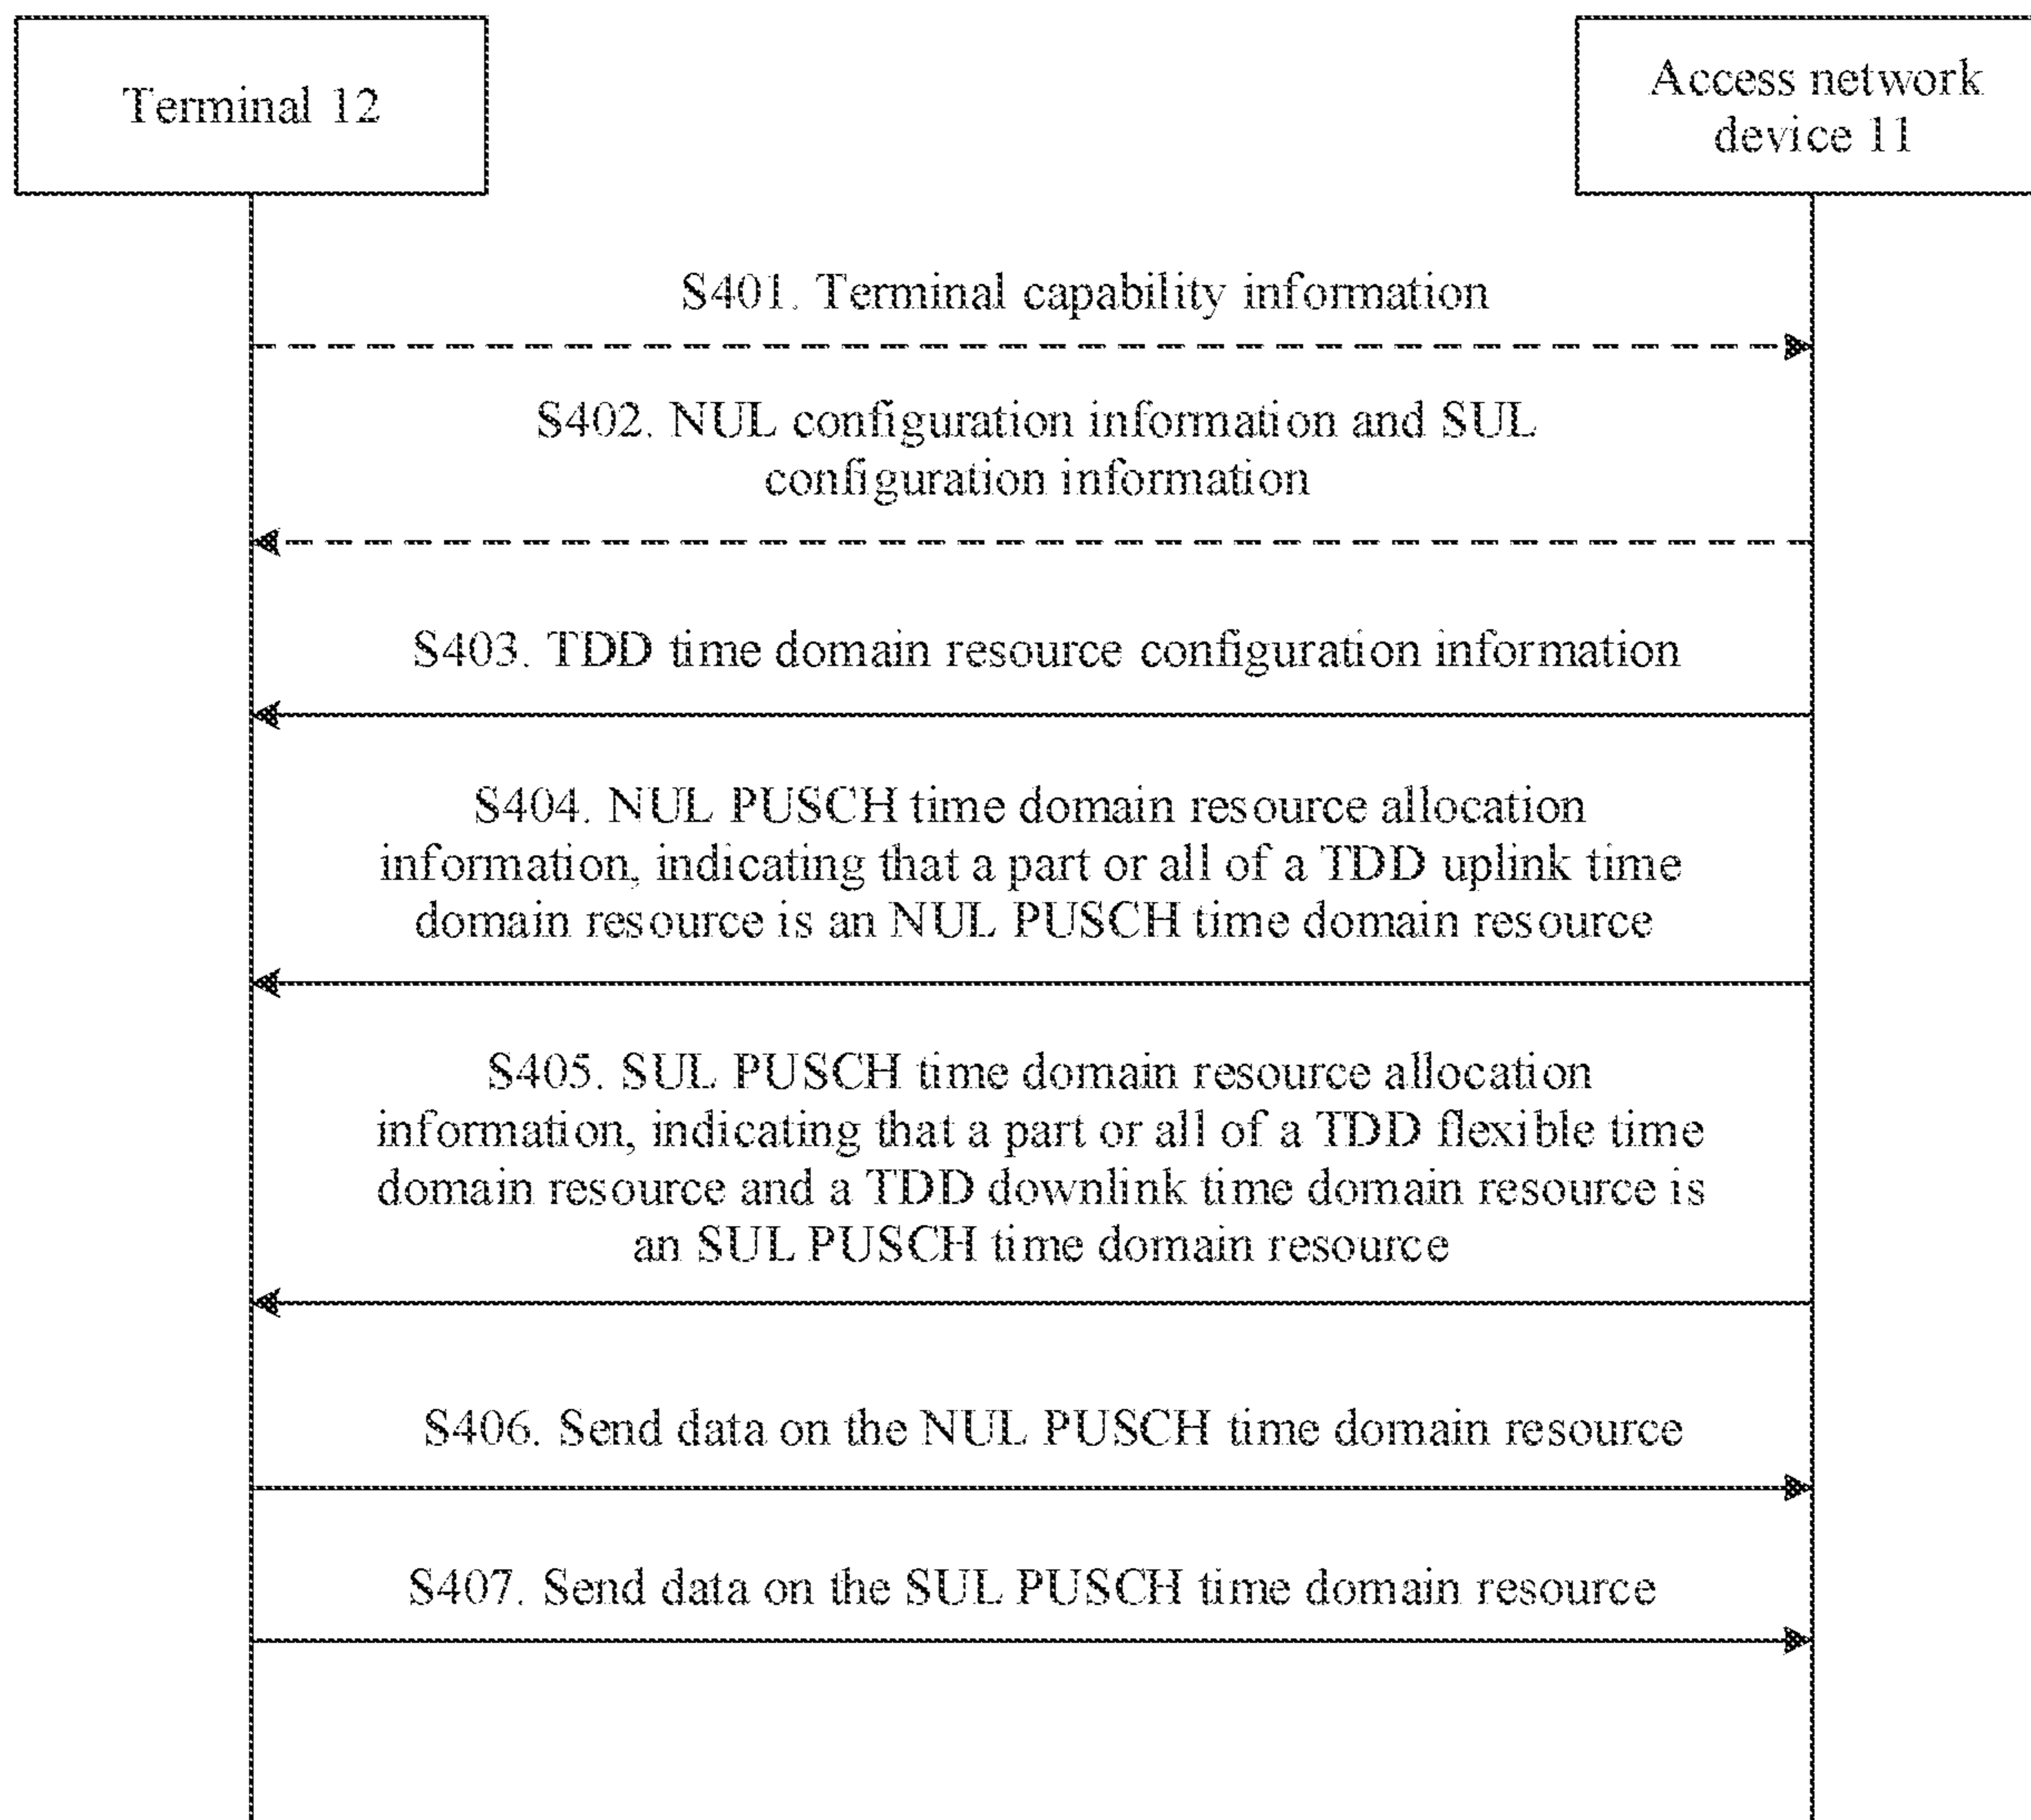 Terminal 12
Access network
device 11
S401. Terminal capability information
S402. NUL configuration information and SUL
configuration information
S403. TDD time domain resource configuration information
S404. NUL PUSCH time domain resource allocation
information, indicating that a part or all of a TDD uplink time
domain resource is an NUL PUSCH time domain resource
S405. SUL PUSCH time domain resource allocation
information, indicating that a part or all of a TDD flexible time
domain resource and a TDD downlink time domain resource is
an SUL PUSCH time domain resource
S406. Send data on the NUL PUSCH time domain resource
S407. Send data on the SUL PUSCH time domain resource